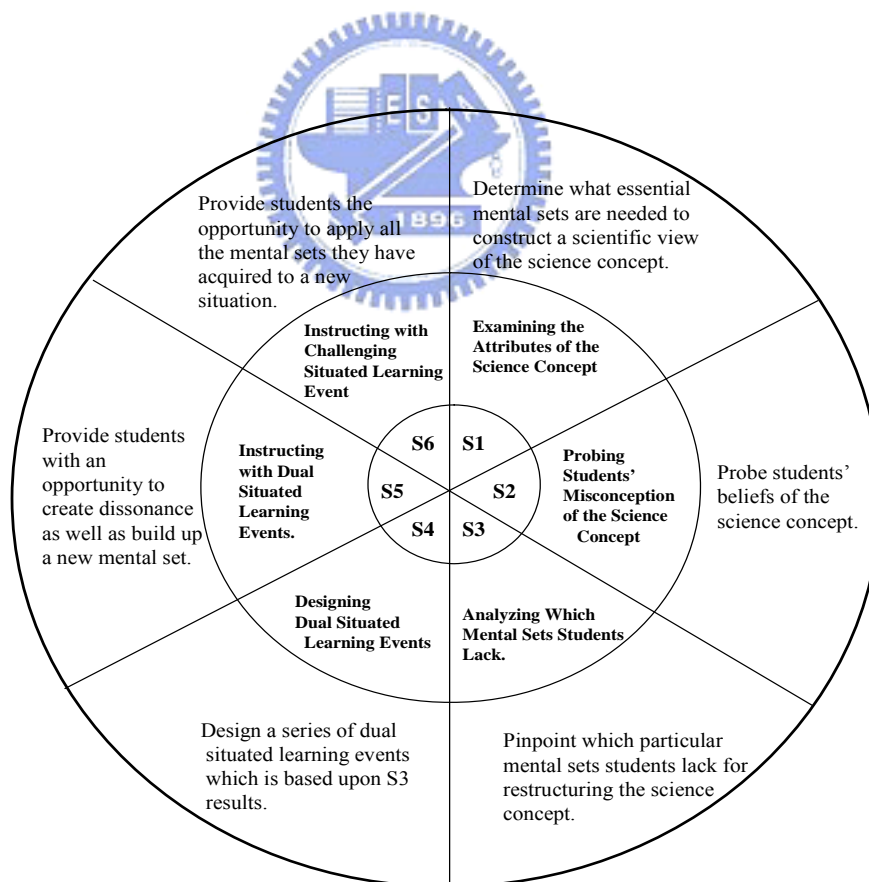 E S
1896
Provide students the
opportunity to apply all
the mental sets they have
acquired to a new
situation.
Determine what essential
mental sets are needed to
construct a scientific view
of the science concept.
Instructing with
Challenging
Situated Learning
Event
Examining the
Attributes of the
Science Concept
Provide students
with an
opportunity to
create dissonance
as well as build up
a new mental set.
Instructing
with Dual
Situated
Learning
Events.
S6
S1
S5
S2
S4
S3
Probing
Students’
Misconception
of the Science
Concept
Probe students’
beliefs of the
science concept.
Designing
Dual Situated
Learning Events
Analyzing Which
Mental Sets Students
Lack.
Design a series of dual
situated learning events
which is based upon S3
results.
Pinpoint which particular
mental sets students lack for
restructuring the science
concept.